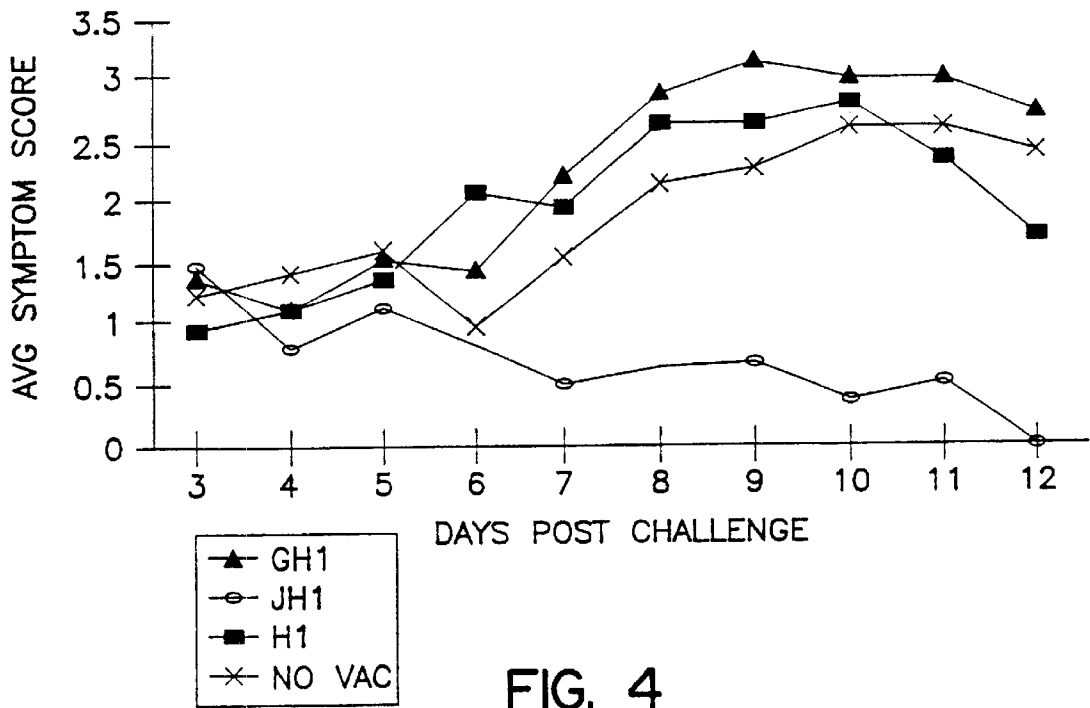 AVG SYMPTOM SCORE
3.5
3
2.5
2
1.5
1
0.5
0
3 4 5 6 7 8 9 10 11 12
DAYS POST CHALLENGE
GH1
JH1
H1
NO VAC
FIG. 4